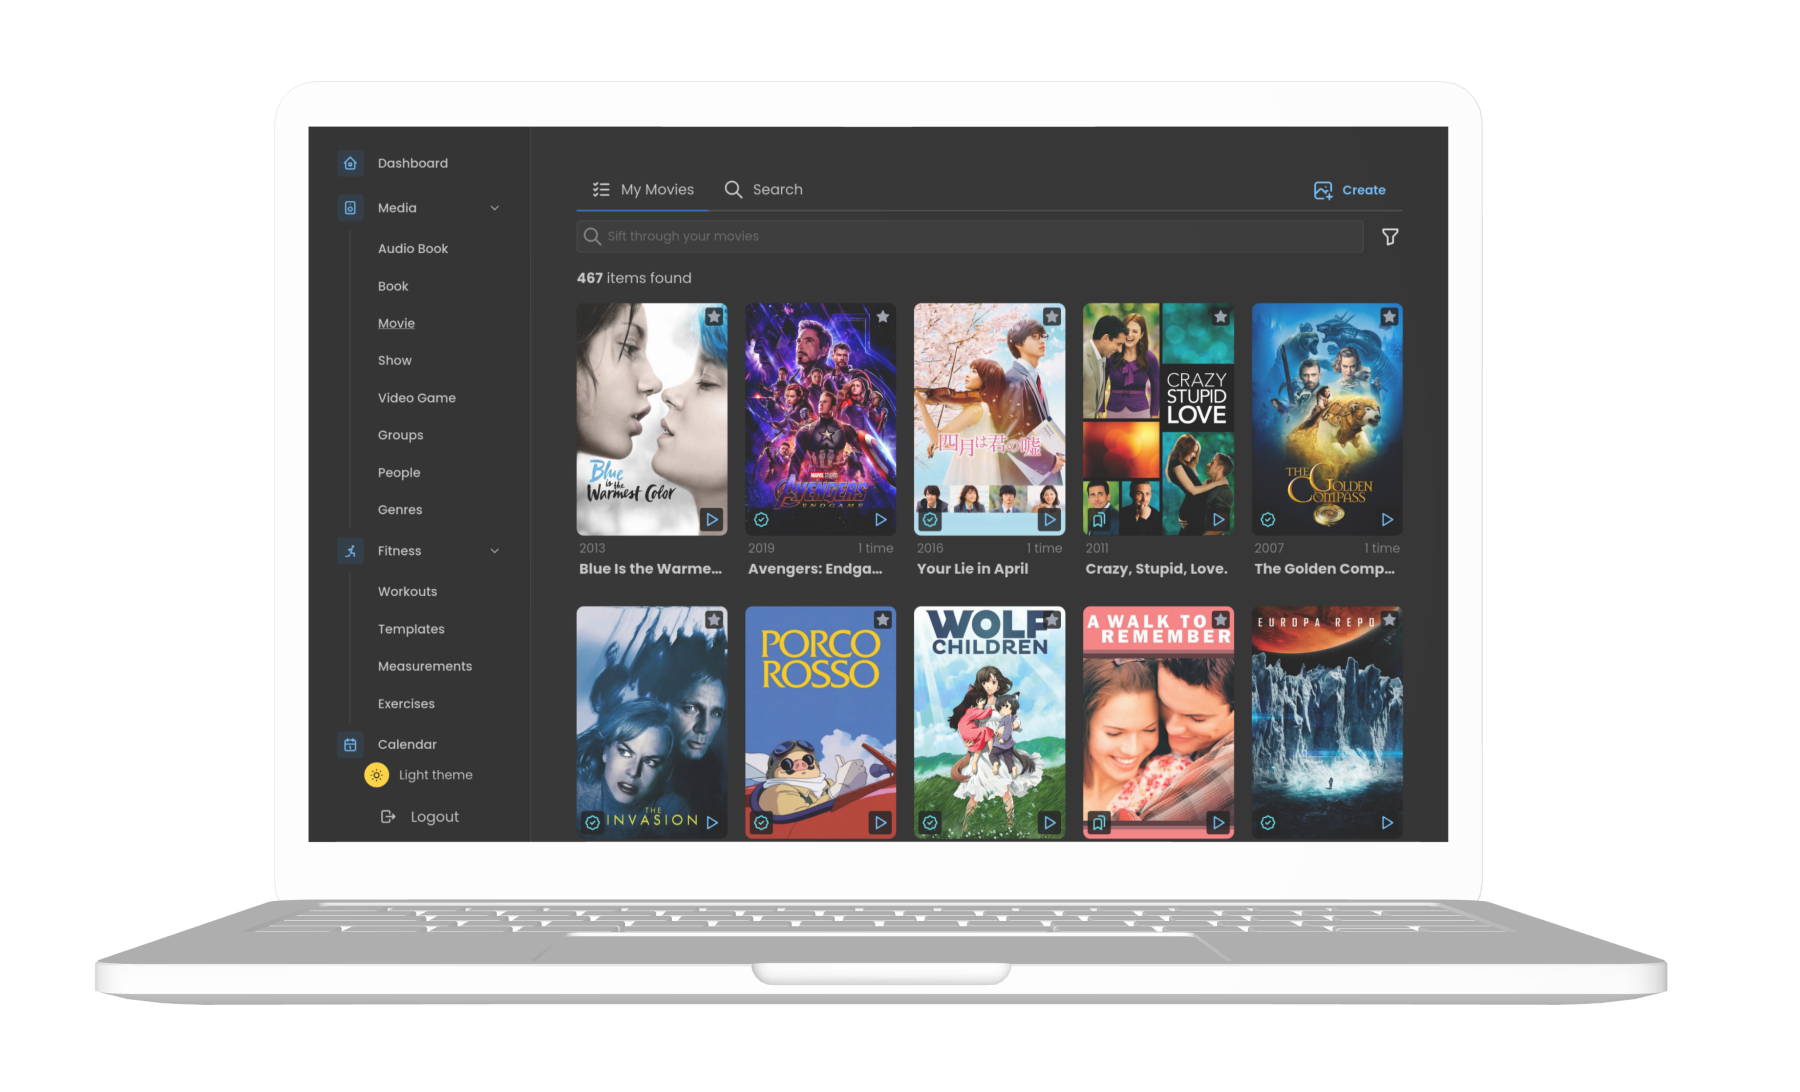 Dashboard
Media
Audio Book
Book
Movie
Show
Video Game
Groups
People
Genres
Fitness
Workouts
Templates
Measurements
Exercises
Calendar
Light theme
Logout
My Movies
Search
Create
Sift through your movies
467 items found
Blue
is the
Warmest Color
2013
Blue Is the Warme...
MARVEL STUDIOS
AVENGERS
ENDGAME
2019 1 time
Avengers: Endga...
四月は君の嘘
2016 1 time
Your Lie in April
CRAZY
STUPID
LOVE
2011
Crazy, Stupid, Love.
THE
GOLDEN
COMPASS
2007 1 time
The Golden Comp...
THE
INVASION
PORCO
ROSSO
WOLF
CHILDREN
A WALK TO
REMEMBER
EUROPA REPO